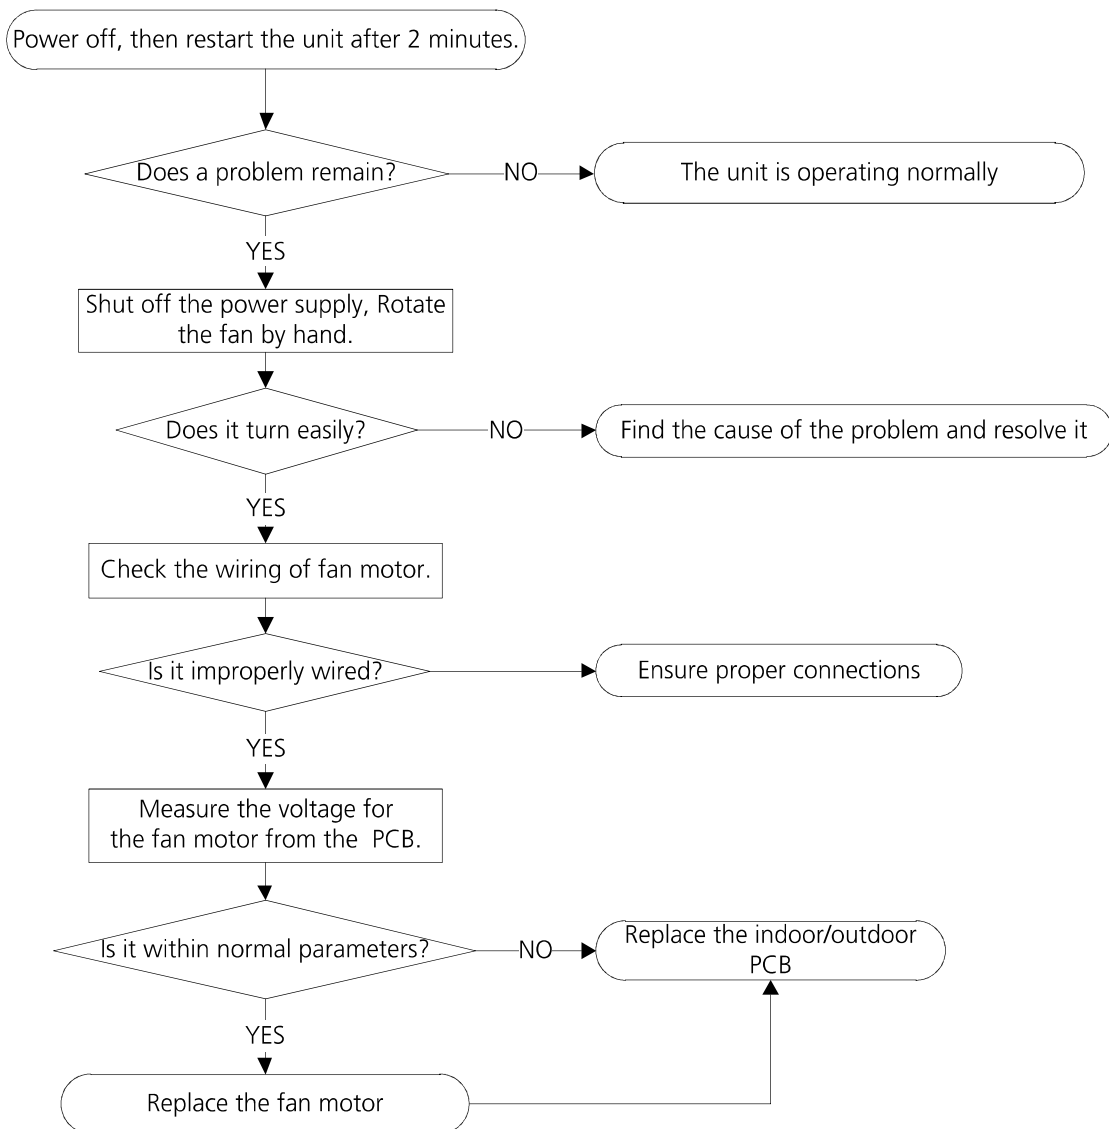 Power off, then restart the unit after 2 minutes.
Does a problem remain?
NO
The unit is operating normally
YES
Shut off the power supply, Rotate
the fan by hand.
Does it turn easily?
NO
Find the cause of the problem and resolve it
YES
Check the wiring of fan motor.
Is it improperly wired?
Ensure proper connections
YES
Measure the voltage for
the fan motor from the PCB.
Is it within normal parameters?
NO
Replace the indoor/outdoor
PCB
YES
Replace the fan motor